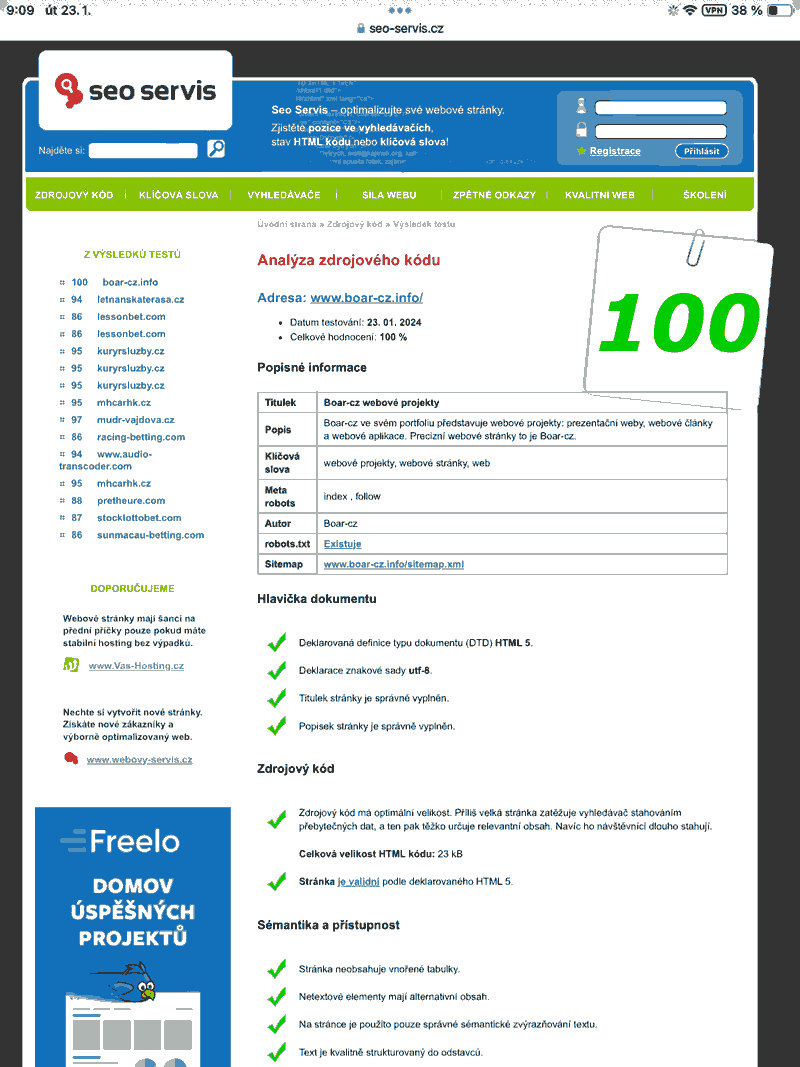 9:09 út 23. 1.
VPN 38 %
seo-servis.cz
seo servis
Seo Servis – optimalizujte své webové stránky.
Zjistěte pozice ve vyhledávačích,
stav HTML kódu nebo klíčová slova!
Najděte si:
Registrace
Přihlásit
ZDROJOVÝ KÓD
KLÍČOVÁ SLOVA
VYHLEDÁVAČE
SÍLA WEBU
ZPĚTNÉ ODKAZY
KVALITNÍ WEB
ŠKOLENÍ
Úvodní strana » Zdrojový kód » Výsledek testu
Z VÝSLEDKŮ TESTŮ
100 boar-cz.info
94 letnanskaterasa.cz
86 lessonbet.com
86 lessonbet.com
95 kuryrsluzby.cz
95 kuryrsluzby.cz
95 kuryrsluzby.cz
95 mhcarhk.cz
97 mudr-vajdova.cz
86 racing-betting.com
94 www.audio-
transcoder.com
95 mhcarhk.cz
88 pretheure.com
87 stocklottobet.com
86 sunmacau-betting.com
DOPORUČUJEME
Webové stránky mají šanci na
přední příčky pouze pokud máte
stabilní hosting bez výpadků.
www.Vas-Hosting.cz
Nechte si vytvořit nové stránky.
Získáte nové zákazníky a
výborně optimalizovaný web.
www.webovy-servis.cz
Freelo
DOMOV
ÚSPĚŠNÝCH
PROJEKTŮ
Analýza zdrojového kódu
Adresa: www.boar-cz.info/
100
Datum testování: 23. 01. 2024
Celkové hodnocení: 100 %
Popisné informace
Titulek Boar-cz webové projekty
Popis Boar-cz ve svém portfoliu představuje webové projekty: prezentační weby, webové články
a webové aplikace. Precizní webové stránky to je Boar-cz.
Klíčová
slova webové projekty, webové stránky, web
Meta
robots index , follow
Autor Boar-cz
robots.txt Existuje
Sitemap www.boar-cz.info/sitemap.xml
Hlavička dokumentu
Deklarovaná definice typu dokumentu (DTD) HTML 5.
Deklarace znakové sady utf-8.
Titulek stránky je správně vyplněn.
Popisek stránky je správně vyplněn.
Zdrojový kód
Zdrojový kód má optimální velikost. Příliš velká stránka zatěžuje vyhledávač stahováním
přebytečných dat, a ten pak těžko určuje relevantní obsah. Navíc ho návštěvníci dlouho stahují.
Celková velikost HTML kódu: 23 kB
Stránka je validní podle deklarovaného HTML 5.
Sémantika a přístupnost
Stránka neobsahuje vnořené tabulky.
Netextové elementy mají alternativní obsah.
Na stránce je použito pouze správné sémantické zvýrazňování textu.
Text je kvalitně strukturovaný do odstavců.